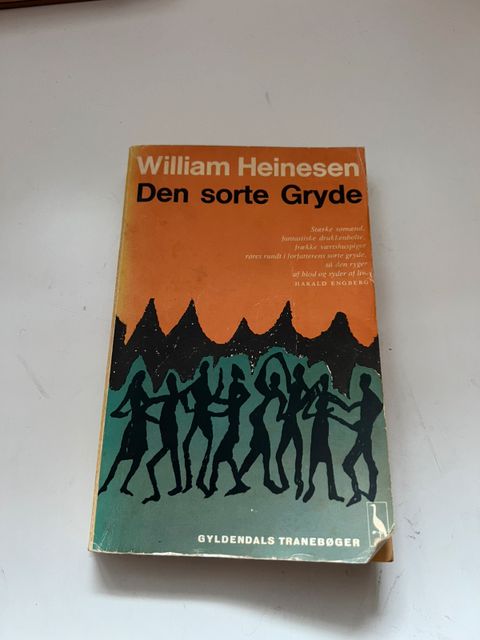 William Heinesen
Den sorte Gryde
Stærke sømænd,
fantastiske drukkenbolte,
frække værtshuspiger
røres rundt i forfatterens sorte gryde,
så den ryger
af blod og syder af liv.
HARALD ENGBERG
GYLDENDALS TRANEBØGER